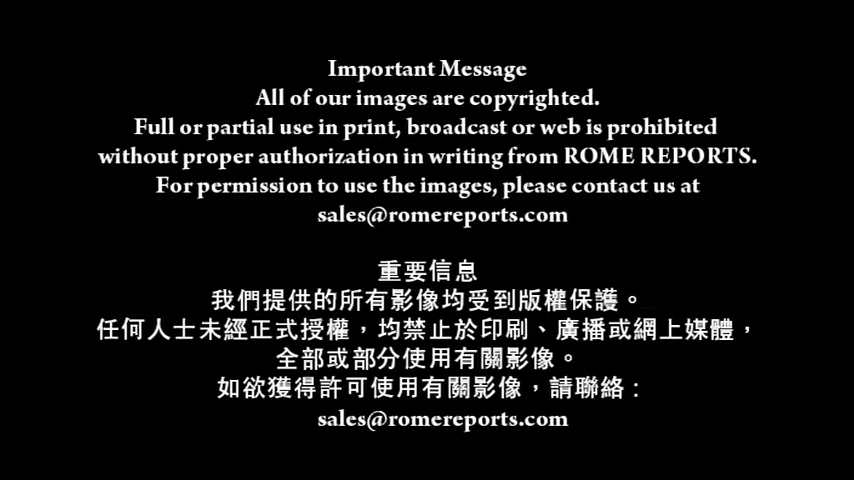 Important Message
All of our images are copyrighted.
Full or partial use in print, broadcast or web is prohibited
without proper authorization in writing from ROME REPORTS.
For permission to use the images, please contact us at
sales@romereports.com
重要信息
我們提供的所有影像均受到版權保護。
任何人士未經正式授權，均禁止於印刷、廣播或網上媒體，
全部或部分使用有關影像。
如欲獲得許可使用有關影像，請聯絡：
sales@romereports.com